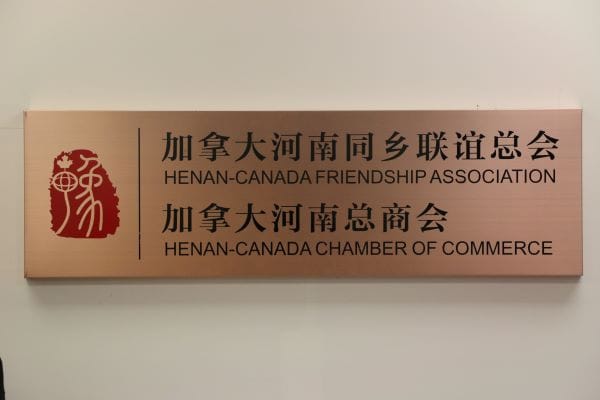 豫
加拿大河南同乡联谊总会
HENAN-CANADA FRIENDSHIP ASSOCIATION
加拿大河南总商会
HENAN-CANADA CHAMBER OF COMMERCE